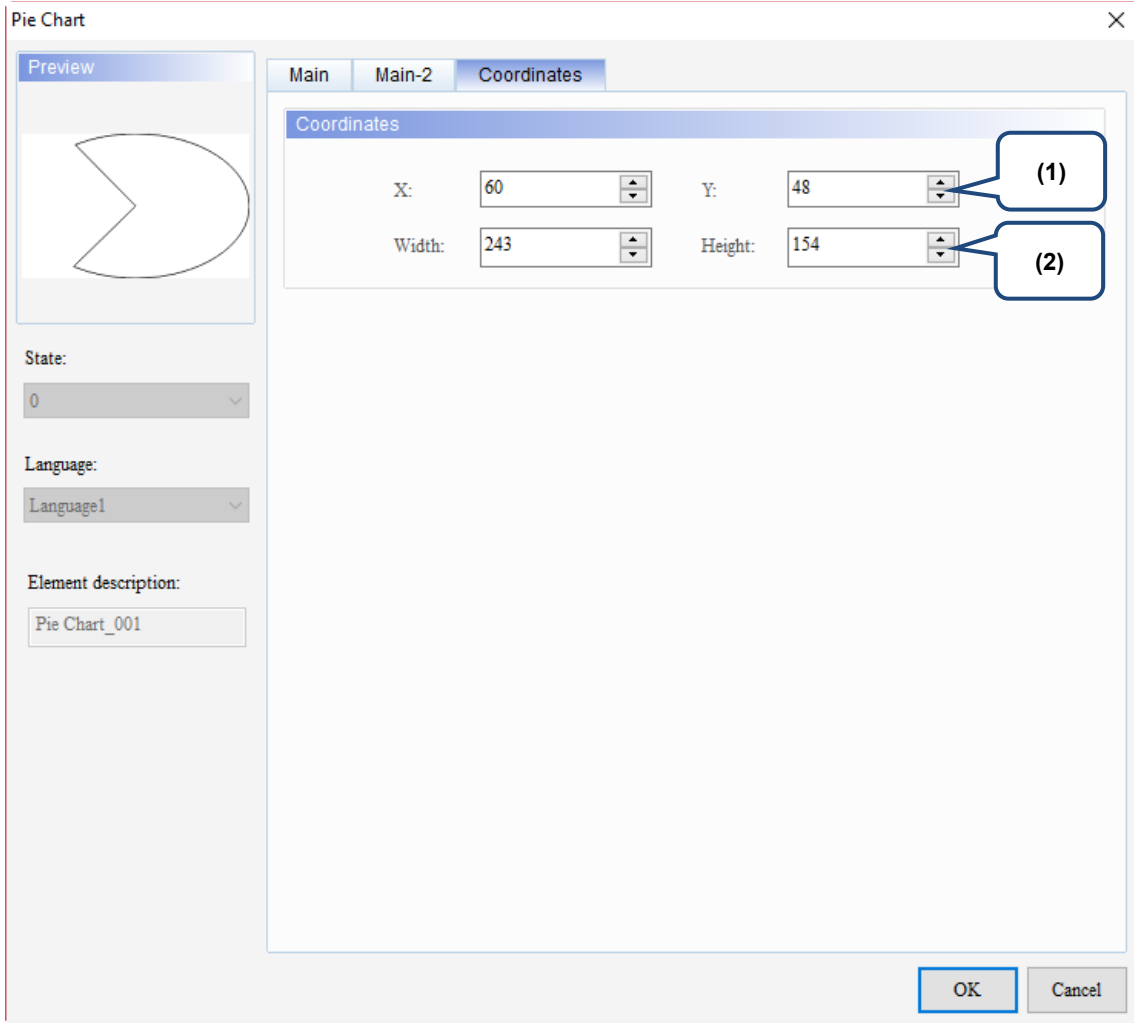 Pie Chart
Preview
Main Main-2 Coordinates
Coordinates
X: 60 Y: 48 (1)
Width: 243 Height: 154 (2)
State:
0
Language:
Language1
Element description:
Pie Chart_001
OK Cancel